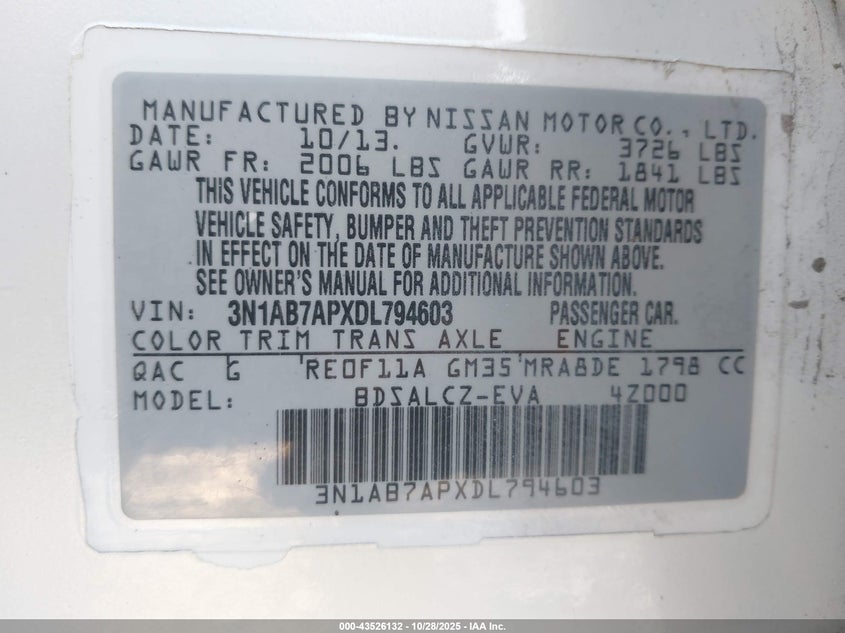 MANUFACTURED BY NISSAN MOTOR CO., LTD.
DATE: 10/13. GVWR: 3726 LBS
GAWR FR: 2006 LBS GAWR RR: 1841 LBS
THIS VEHICLE CONFORMS TO ALL APPLICABLE FEDERAL MOTOR
VEHICLE SAFETY, BUMPER AND THEFT PREVENTION STANDARDS
IN EFFECT ON THE DATE OF MANUFACTURE SHOWN ABOVE.
SEE OWNER'S MANUAL FOR ADDITIONAL INFORMATION.
VIN: 3N1AB7APXDL794603 PASSENGER CAR.
COLOR TRIM TRANS AXLE ENGINE
QAC G RE0F11A GM35 MRA8DE 1798 CC
MODEL: BDSALCZ-EVA 4Z000
3N1AB7APXDL794603
000-43526132 - 10/28/2025 - IAA Inc.